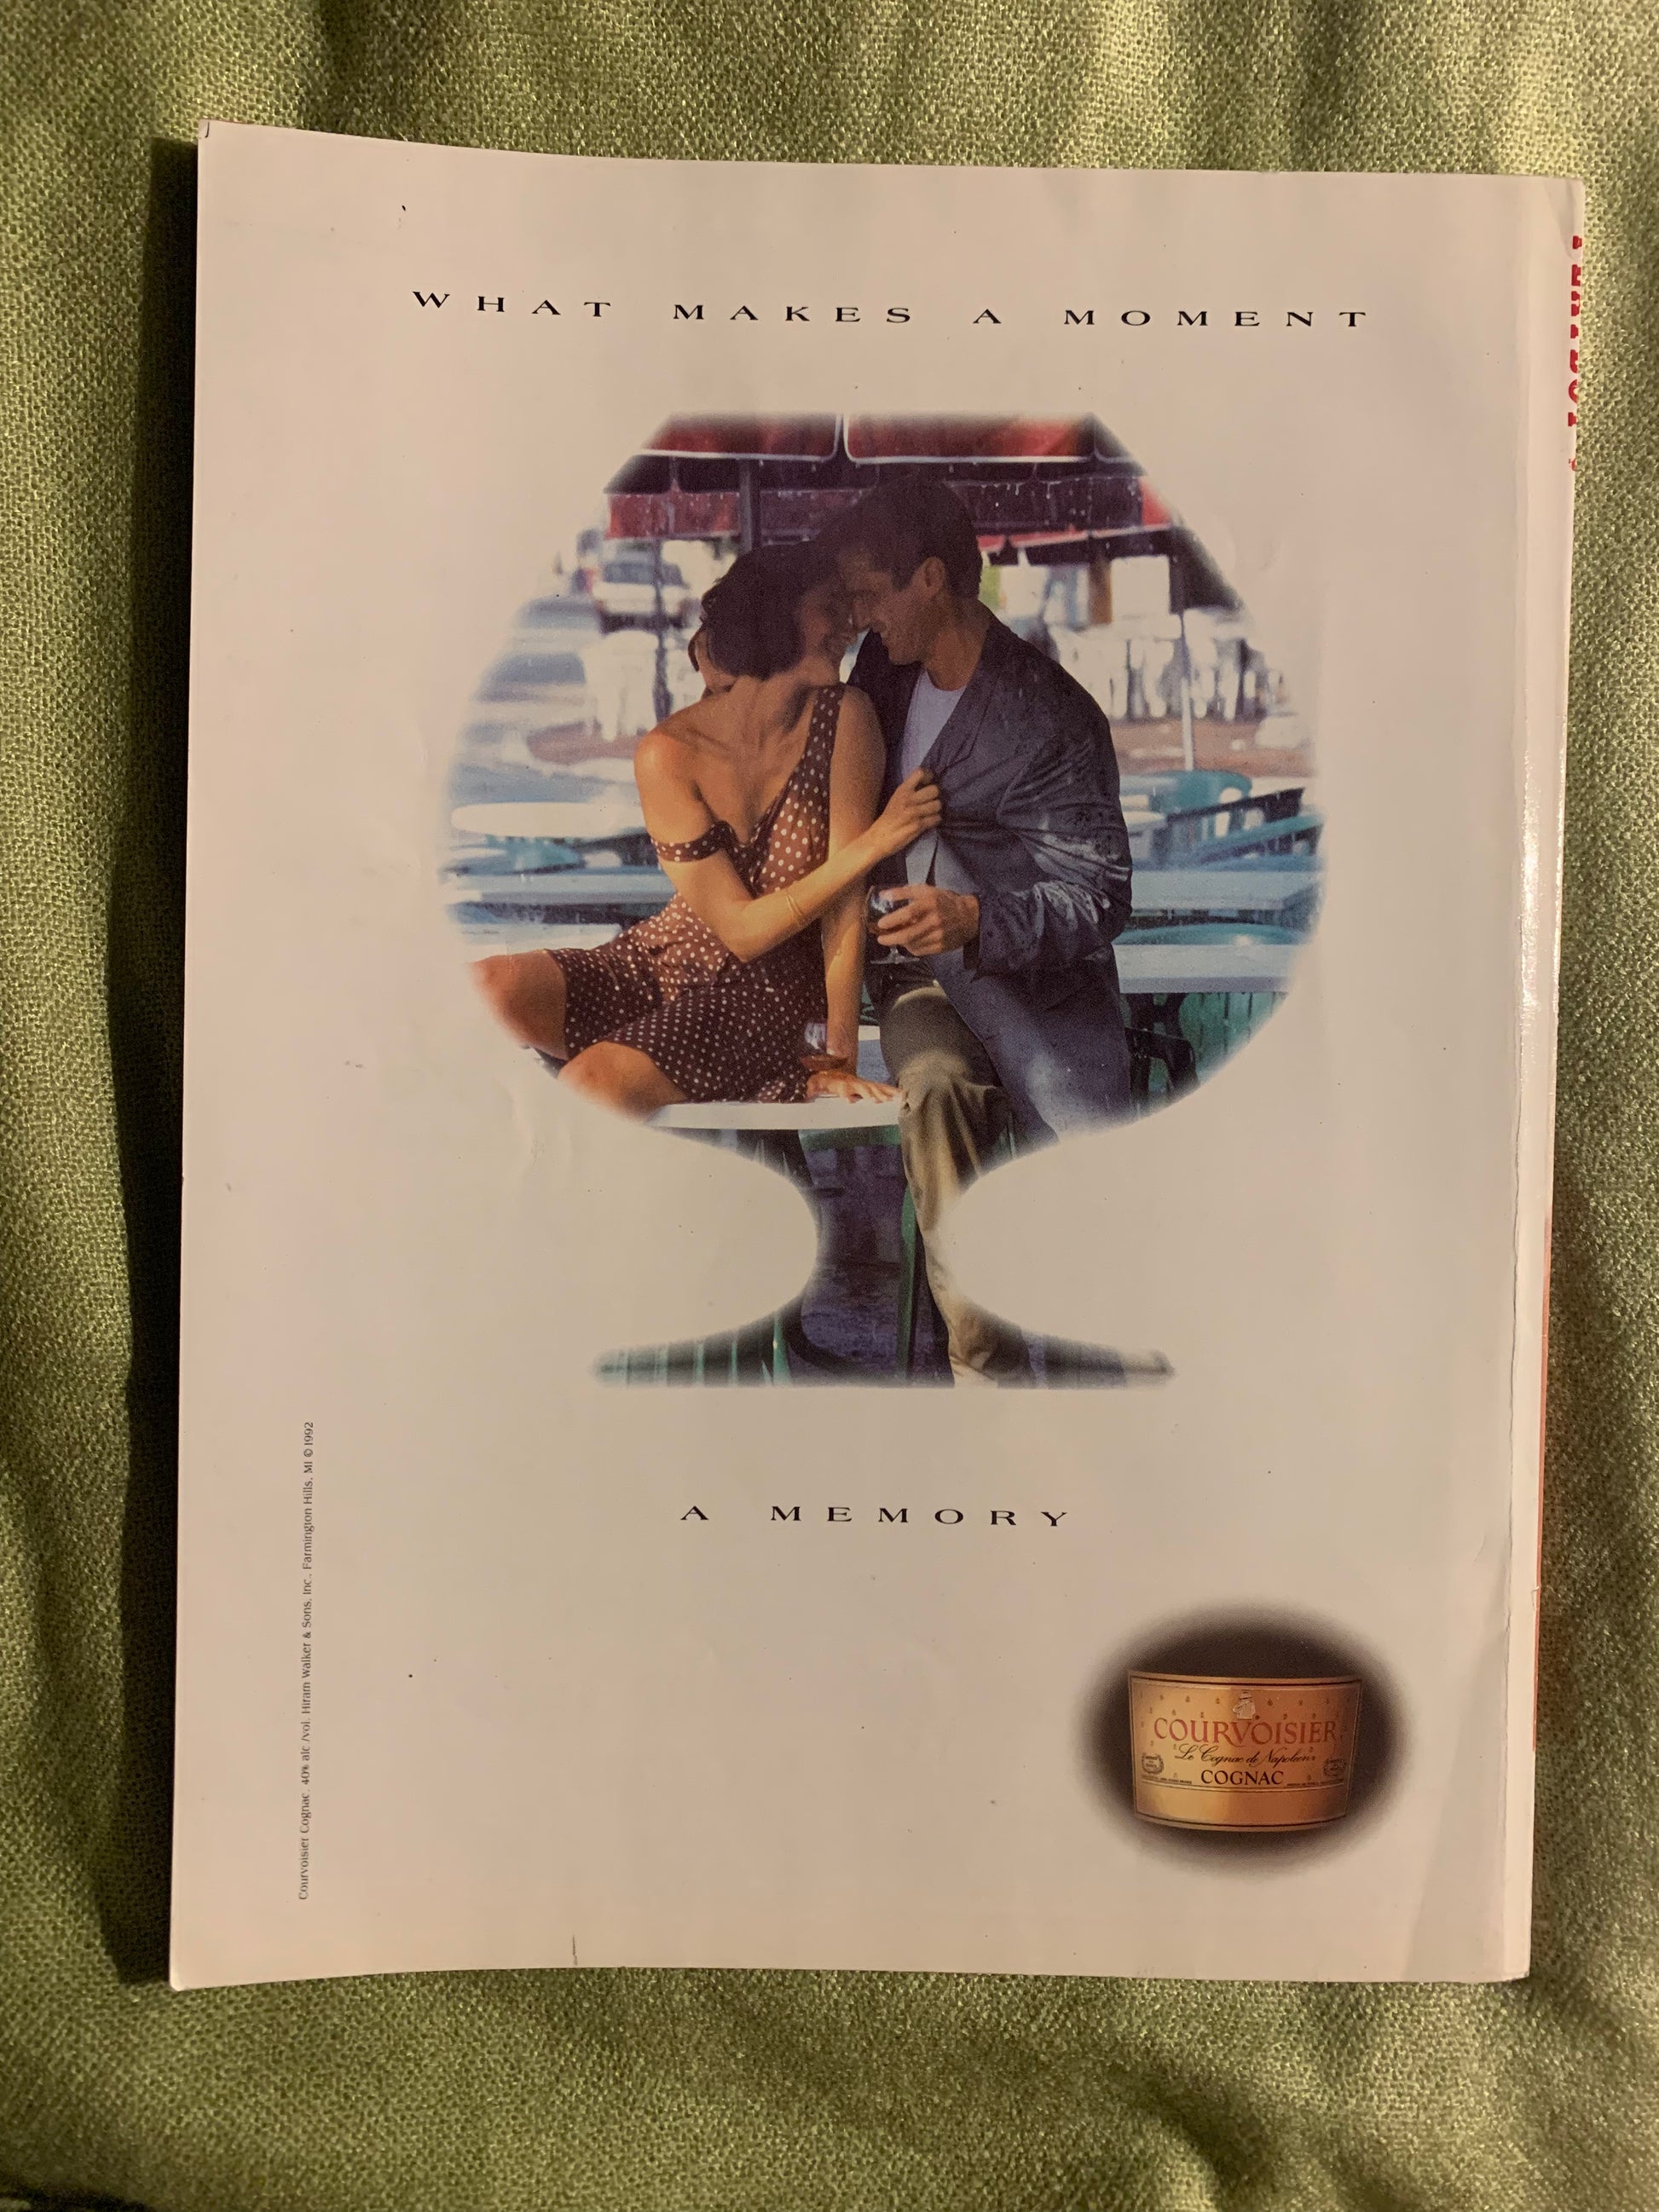 WHAT MAKES A MOMENT
A MEMORY
COURVOISIER
Le Cognac de Napoleon
COGNAC
Courvoisier Cognac. 40% alc /vol. Hiram Walker & Sons, Inc., Farmington Hills, MI © 1992